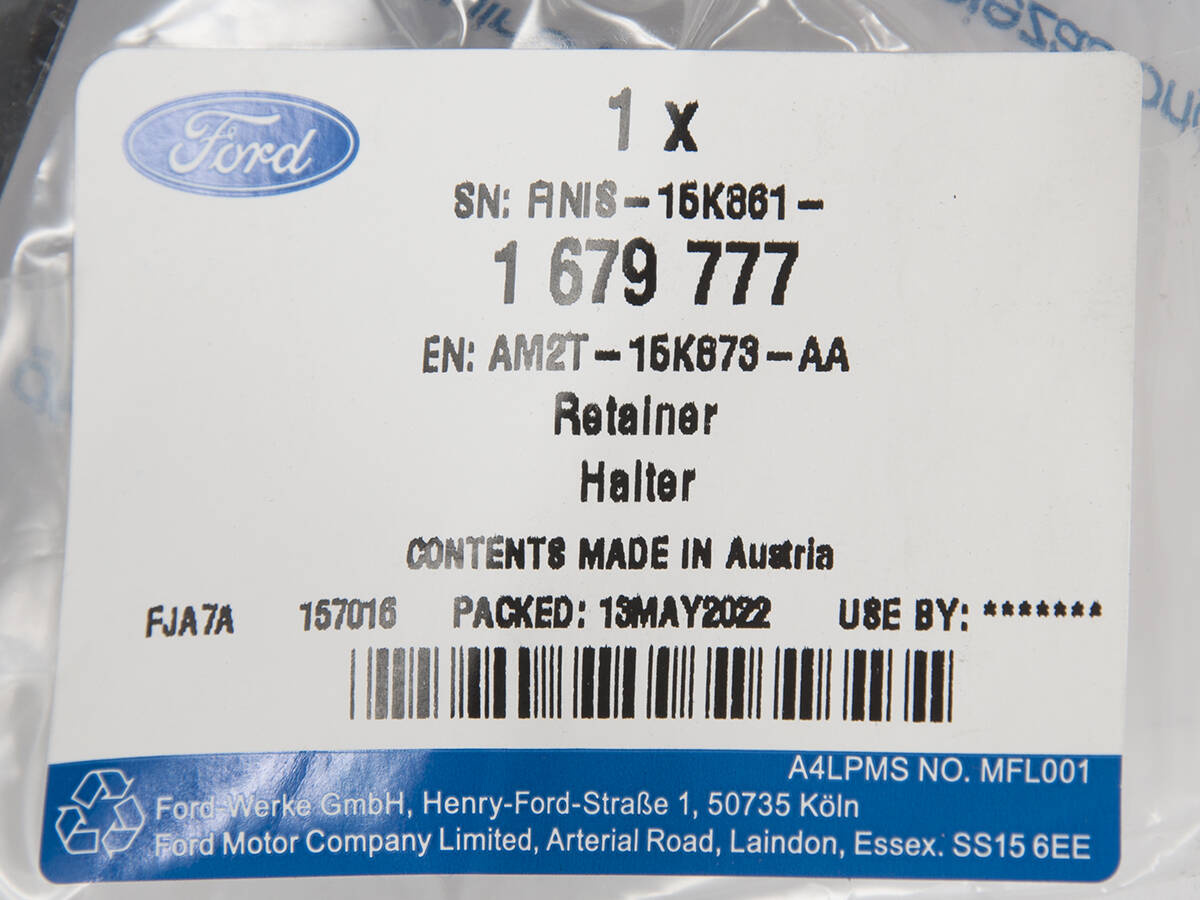 Ford
1 x
SN: FINIS-15K861-
1 679 777
EN: AM2T-15K873-AA
Retainer
Halter
CONTENTS MADE IN Austria
FJA7A 157016 PACKED: 13MAY2022 USE BY: *******
A4LPMS NO. MFL001
Ford-Werke GmbH, Henry-Ford-Straße 1, 50735 Köln
Ford Motor Company Limited, Arterial Road, Laindon, Essex. SS15 6EE